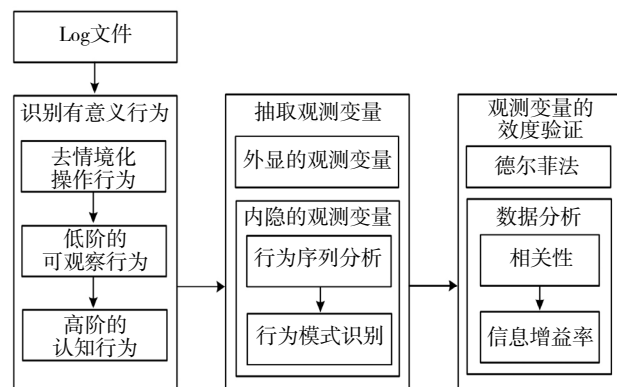 Log文件
识别有意义行为
去情境化
操作行为
低阶的
可观察行为
高阶的
认知行为
抽取观测变量
外显的观测变量
内隐的观测变量
行为序列分析
行为模式识别
观测变量的
效度验证
德尔菲法
数据分析
相关性
信息增益率